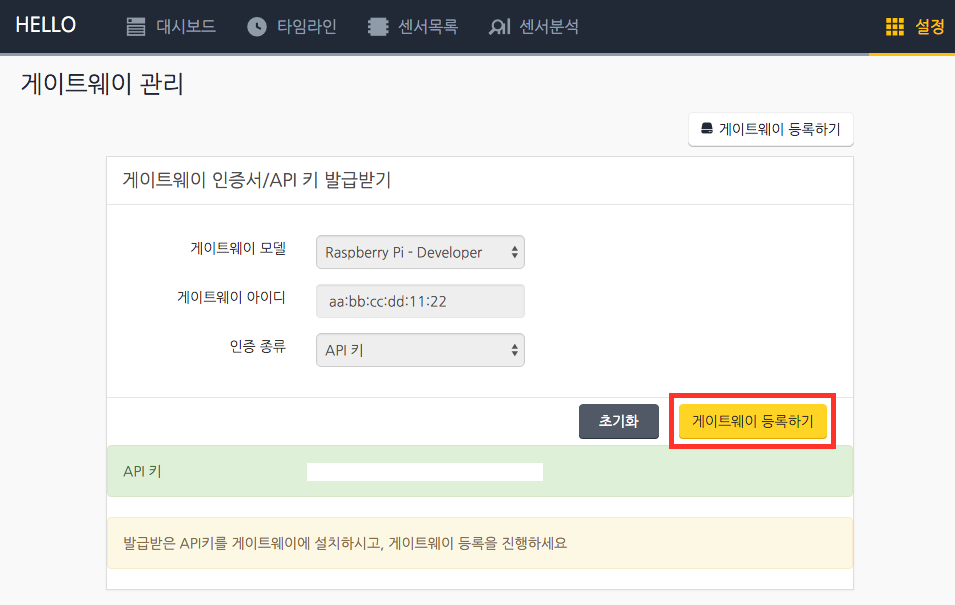 HELLO 대시보드 타임라인 센서목록 센서분석 설정
게이트웨이 관리
게이트웨이 등록하기
게이트웨이 인증서/API 키 발급받기
게이트웨이 모델 Raspberry Pi - Developer
게이트웨이 아이디 aa:bb:cc:dd:11:22
인증 종류 API 키
초기화 게이트웨이 등록하기
API 키
발급받은 API키를 게이트웨이에 설치하시고, 게이트웨이 등록을 진행하세요